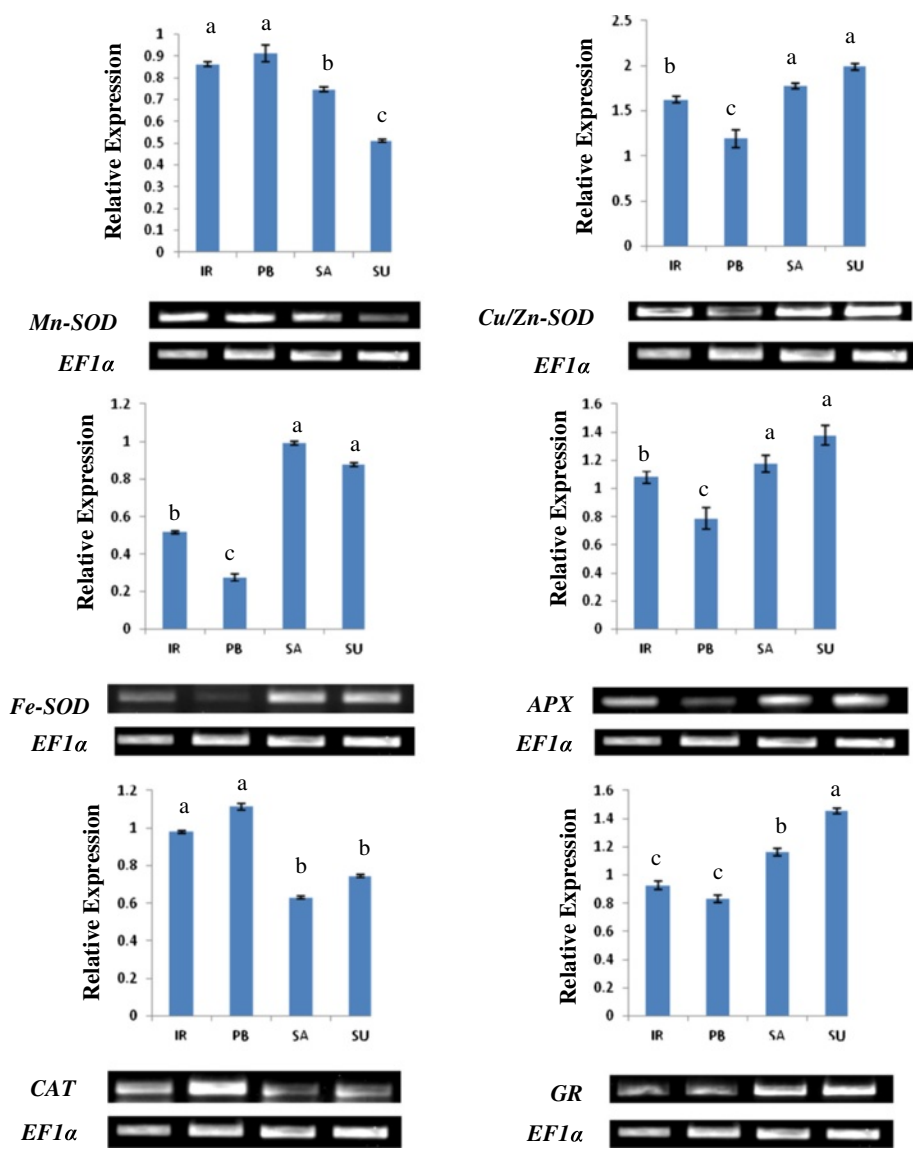 Relative Expression
1
0.9
0.8
0.7
0.6
0.5
0.4
0.3
0.2
0.1
0
a
a
b
c
IR PB SA SU
Mn-SOD
EF1α
Relative Expression
2.5
2
1.5
1
0.5
0
b
c
a
a
IR PB SA SU
Cu/Zn-SOD
EF1α
Relative Expression
1.2
1
0.8
0.6
0.4
0.2
0
b
c
a
a
IR PB SA SU
Fe-SOD
EF1α
Relative Expression
1.6
1.4
1.2
1
0.8
0.6
0.4
0.2
0
b
c
a
a
IR PB SA SU
APX
EF1α
Relative Expression
1.2
1
0.8
0.6
0.4
0.2
0
a
a
b
b
IR PB SA SU
CAT
EF1α
Relative Expression
1.6
1.4
1.2
1
0.8
0.6
0.4
0.2
0
c
c
b
a
IR PB SA SU
GR
EF1α